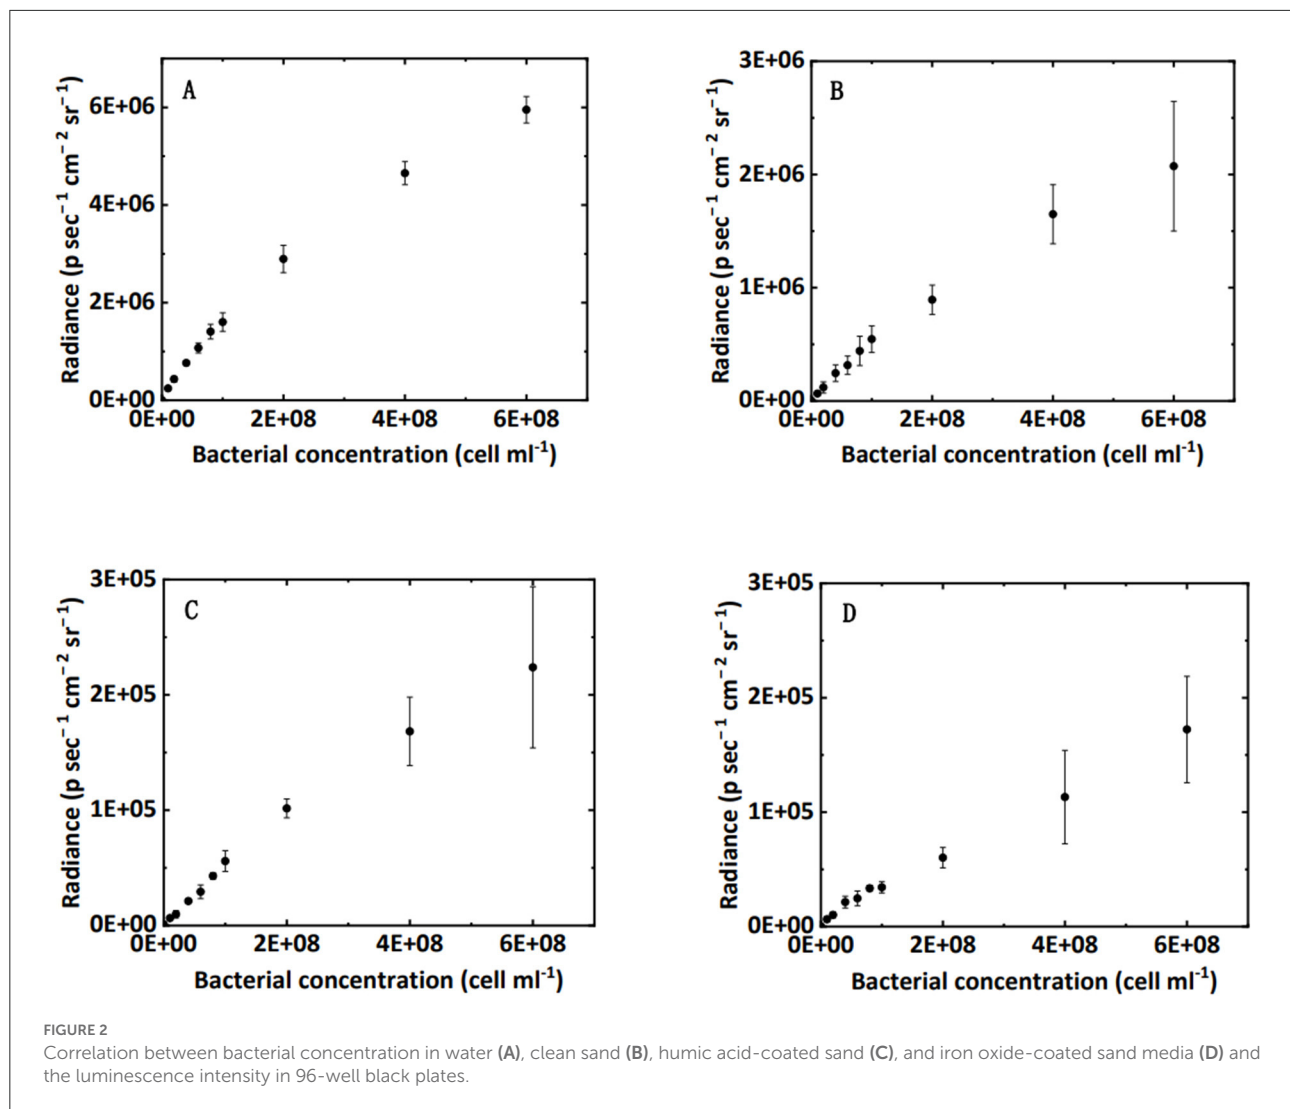 A
Radiance (p sec⁻¹ cm⁻² sr⁻¹)
6E+06
4E+06
2E+06
0E+00
0E+00 2E+08 4E+08 6E+08
Bacterial concentration (cell ml⁻¹)
B
Radiance (p sec⁻¹ cm⁻² sr⁻¹)
3E+06
2E+06
1E+06
0E+00
0E+00 2E+08 4E+08 6E+08
Bacterial concentration (cell ml⁻¹)
C
Radiance (p sec⁻¹ cm⁻² sr⁻¹)
3E+05
2E+05
1E+05
0E+00
0E+00 2E+08 4E+08 6E+08
Bacterial concentration (cell ml⁻¹)
D
Radiance (p sec⁻¹ cm⁻² sr⁻¹)
3E+05
2E+05
1E+05
0E+00
0E+00 2E+08 4E+08 6E+08
Bacterial concentration (cell ml⁻¹)
FIGURE 2
Correlation between bacterial concentration in water (A), clean sand (B), humic acid-coated sand (C), and iron oxide-coated sand media (D) and
the luminescence intensity in 96-well black plates.